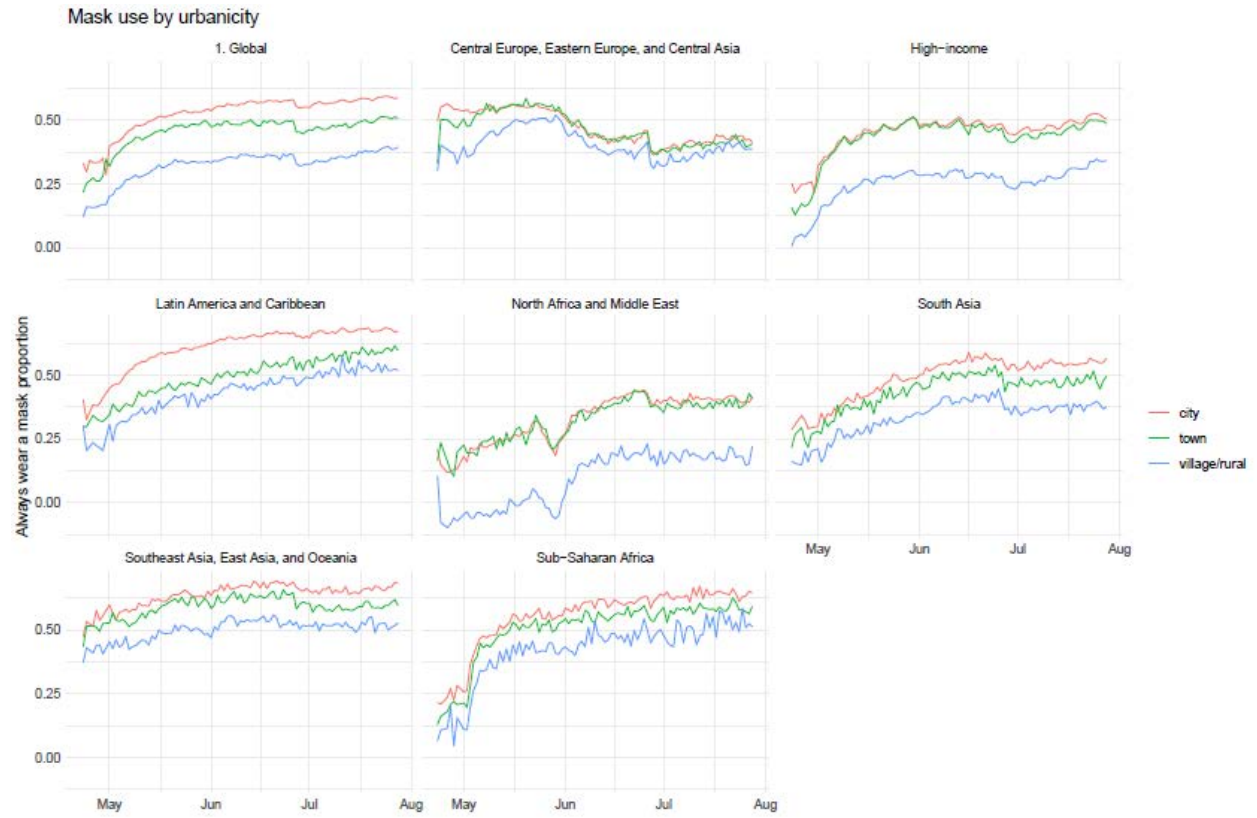 Mask use by urbanicity
1. Global
Central Europe, Eastern Europe, and Central Asia
High−income
0.50
0.25
0.00
Latin America and Caribbean
North Africa and Middle East
South Asia
Always wear a mask proportion
0.50
0.25
0.00
city
town
village/rural
May Jun Jul Aug
Southeast Asia, East Asia, and Oceania
Sub−Saharan Africa
0.50
0.25
0.00
May Jun Jul Aug
May Jun Jul Aug